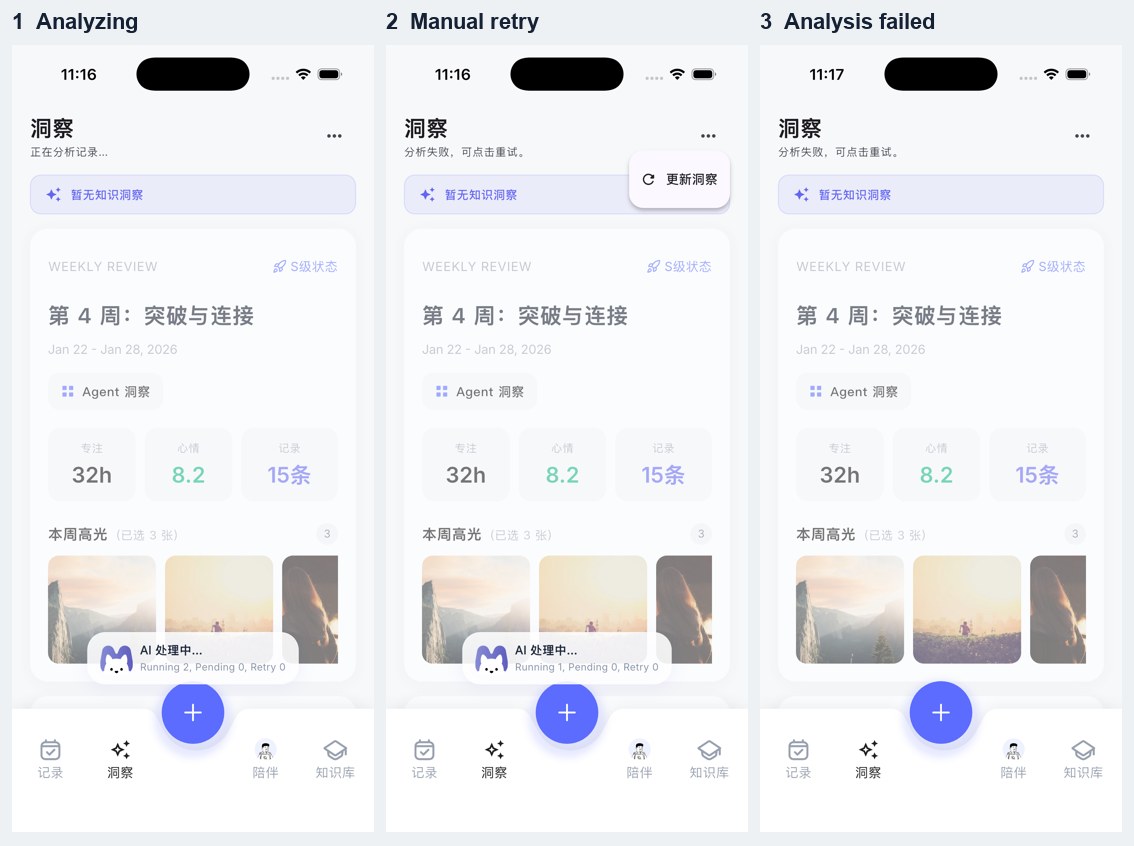 1 Analyzing
11:16
洞察
正在分析记录...
暂无知识洞察
WEEKLY REVIEW
S级状态
第 4 周：突破与连接
Jan 22 - Jan 28, 2026
Agent 洞察
专注
32h
心情
8.2
记录
15条
本周高光 (已选 3 张)
3
AI 处理中...
Running 2, Pending 0, Retry 0
记录
洞察
陪伴
知识库
2 Manual retry
11:16
洞察
分析失败，可点击重试。
更新洞察
暂无知识洞察
WEEKLY REVIEW
S级状态
第 4 周：突破与连接
Jan 22 - Jan 28, 2026
Agent 洞察
专注
32h
心情
8.2
记录
15条
本周高光 (已选 3 张)
3
AI 处理中...
Running 1, Pending 0, Retry 0
记录
洞察
陪伴
知识库
3 Analysis failed
11:17
洞察
分析失败，可点击重试。
暂无知识洞察
WEEKLY REVIEW
S级状态
第 4 周：突破与连接
Jan 22 - Jan 28, 2026
Agent 洞察
专注
32h
心情
8.2
记录
15条
本周高光 (已选 3 张)
3
记录
洞察
陪伴
知识库